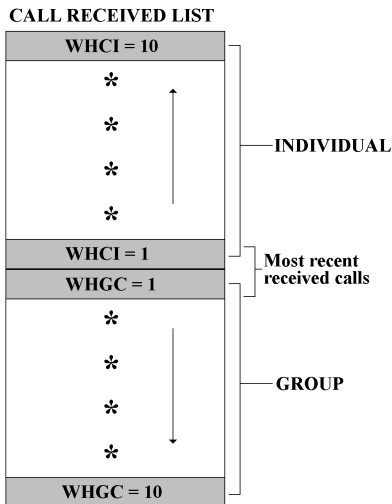 CALL RECEIVED LIST
WHCI = 10
*
*
*
*
INDIVIDUAL
WHCI = 1
Most recent
received calls
WHGC = 1
*
*
*
*
GROUP
WHGC = 10